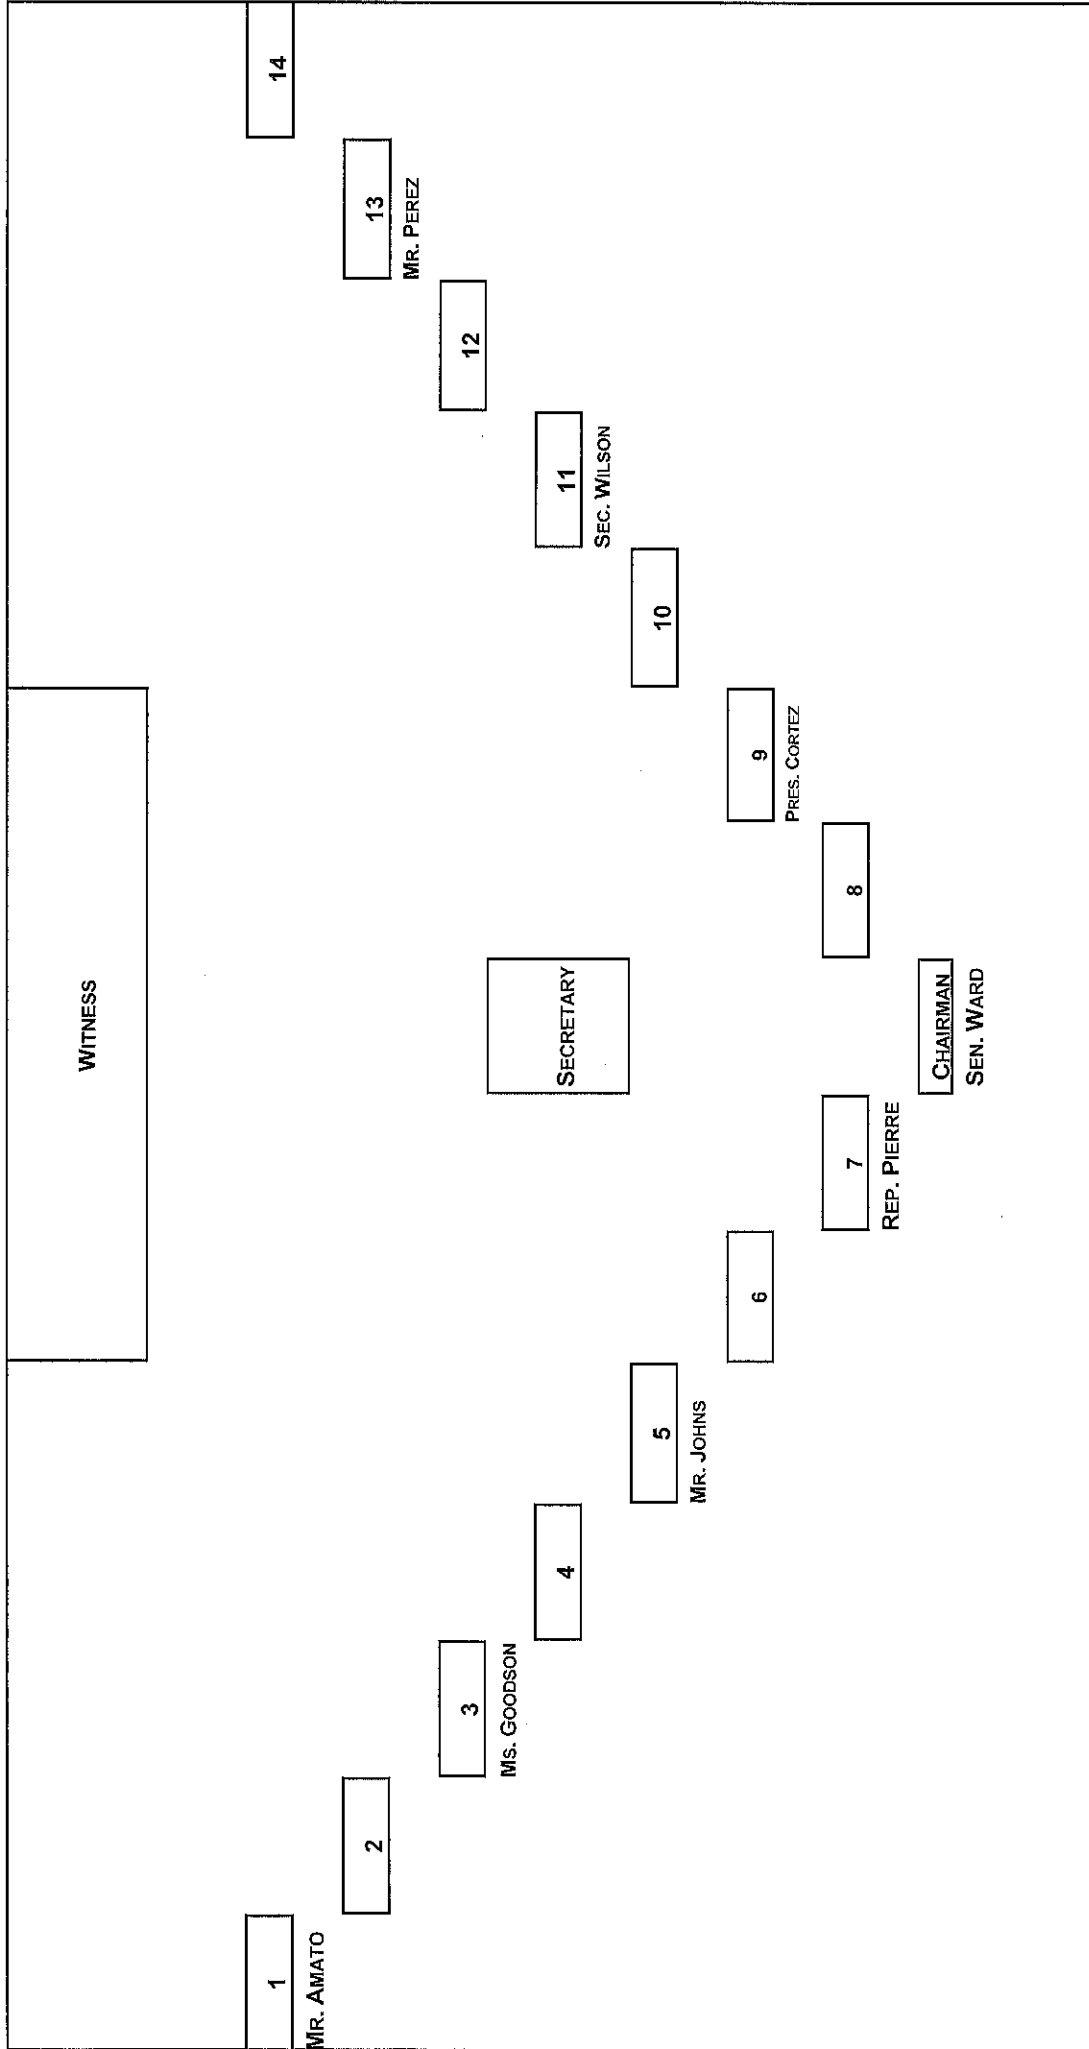 WITNESS
SECRETARY
1
MR. AMATO
2
3
MS. GOODSON
4
5
MR. JOHNS
6
7
REP. PIERRE
CHAIRMAN
SEN. WARD
8
9
PRES. CORTEZ
10
11
SEC. WILSON
12
13
MR. PEREZ
14